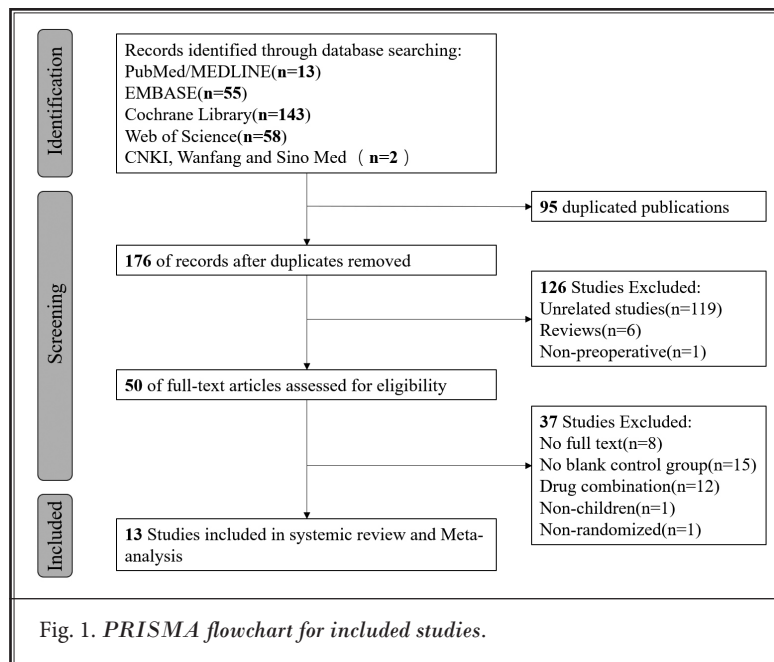 Identification
Records identified through database searching:
PubMed/MEDLINE(n=13)
EMBASE(n=55)
Cochrane Library(n=143)
Web of Science(n=58)
CNKI, Wanfang and Sino Med ( n=2 )
Screening
95 duplicated publications
176 of records after duplicates removed
126 Studies Excluded:
Unrelated studies(n=119)
Reviews(n=6)
Non-preoperative(n=1)
50 of full-text articles assessed for eligibility
37 Studies Excluded:
No full text(n=8)
No blank control group(n=15)
Drug combination(n=12)
Non-children(n=1)
Non-randomized(n=1)
Included
13 Studies included in systemic review and Meta-
analysis
Fig. 1. PRISMA flowchart for included studies.